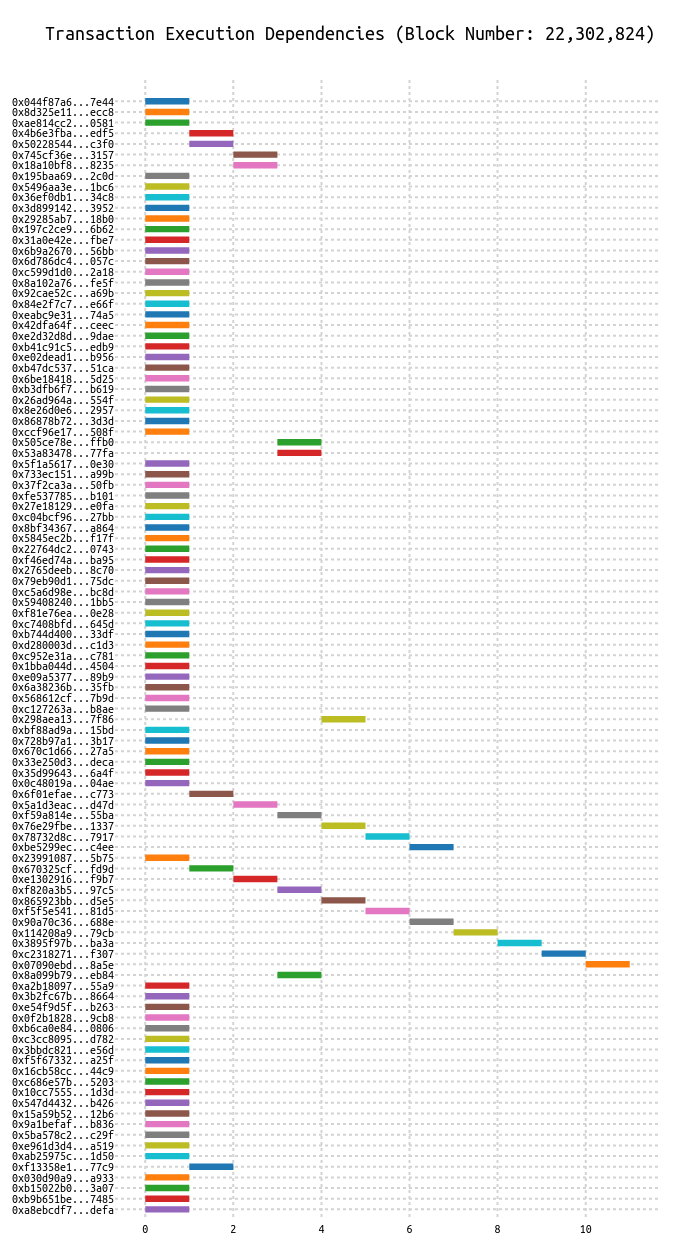 Transaction Execution Dependencies (Block Number: 22,302,824)
0x044f87a6...7e44
0x8d325e11...ecc8
0xae814cc2...0581
0x4b6e3fba...edf5
0x50228544...c3f0
0x745cf36e...3157
0x18a10bf8...8235
0x195baa69...2c0d
0x5496aa3e...1bc6
0x36ef0db1...34c8
0x3d899142...3952
0x29285ab7...18b0
0x197c2ce9...6b62
0x31a0e42e...fbe7
0x6b9a2670...56bb
0x6d786dc4...057c
0xc599d1d0...2a18
0x8a102a76...fe5f
0x92cae52c...a69b
0x84e2f7c7...e66f
0xeabc9e31...74a5
0x42dfa64f...ceec
0xe2d32d8d...9dae
0xb41c91c5...edb9
0xe02dead1...b956
0xb47dc537...51ca
0x6be18418...5d25
0xb3dfb6f7...b619
0x26ad964a...554f
0x8e26d0e6...2957
0x86878b72...3d3d
0xccf96e17...508f
0x505ce78e...ffb0
0x53a83478...77fa
0x5f1a5617...0e30
0x733ec151...a99b
0x37f2ca3a...50fb
0xfe537785...b101
0x27e18129...e0fa
0xc04bcf96...27bb
0x8bf34367...a864
0x5845ec2b...f17f
0x22764dc2...0743
0xf46ed74a...ba95
0x2765deeb...8c70
0x79eb90d1...75dc
0xc5a6d98e...bc8d
0x59408240...1bb5
0xf81e76ea...0e28
0xc7408bfd...645d
0xb744d400...33df
0xd280003d...c1d3
0xc952e31a...c781
0x1bba044d...4504
0xe09a5377...89b9
0x6a38236b...35fb
0x568612cf...7b9d
0xc127263a...b8ae
0x298aea13...7f86
0xbf88ad9a...15bd
0x728b97a1...3b17
0x670c1d66...27a5
0x33e250d3...deca
0x35d99643...6a4f
0x0c48019a...04ae
0x6f01efae...c773
0x5a1d3eac...d47d
0xf59a814e...55ba
0x76e29fbe...1337
0x78732d8c...7917
0xbe5299ec...c4ee
0x23991087...5b75
0x670325cf...fd9d
0xe1302916...f9b7
0xf820a3b5...97c5
0x865923bb...d5e5
0xf5f5e541...81d5
0x90a70c36...688e
0x114208a9...79cb
0x3895f97b...ba3a
0xc2318271...f307
0x07090ebd...8a5e
0x8a099b79...eb84
0xa2b18097...55a9
0x3b2fc67b...8664
0xe54f9d5f...b263
0x0f2b1828...9cb8
0xb6ca0e84...0806
0xc3cc8095...d782
0x3bbdc821...e56d
0xf5f67332...a25f
0x16cb58cc...44c9
0xc686e57b...5203
0x10cc7555...1d3d
0x547d4432...b426
0x15a59b52...12b6
0x9a1befaf...b836
0x5ba578c2...c29f
0xe961d3d4...a519
0xab25975c...1d50
0xf13358e1...77c9
0x030d90a9...a933
0xb15022b0...3a07
0xb9b651be...7485
0xa8ebcdf7...defa
0 2 4 6 8 10